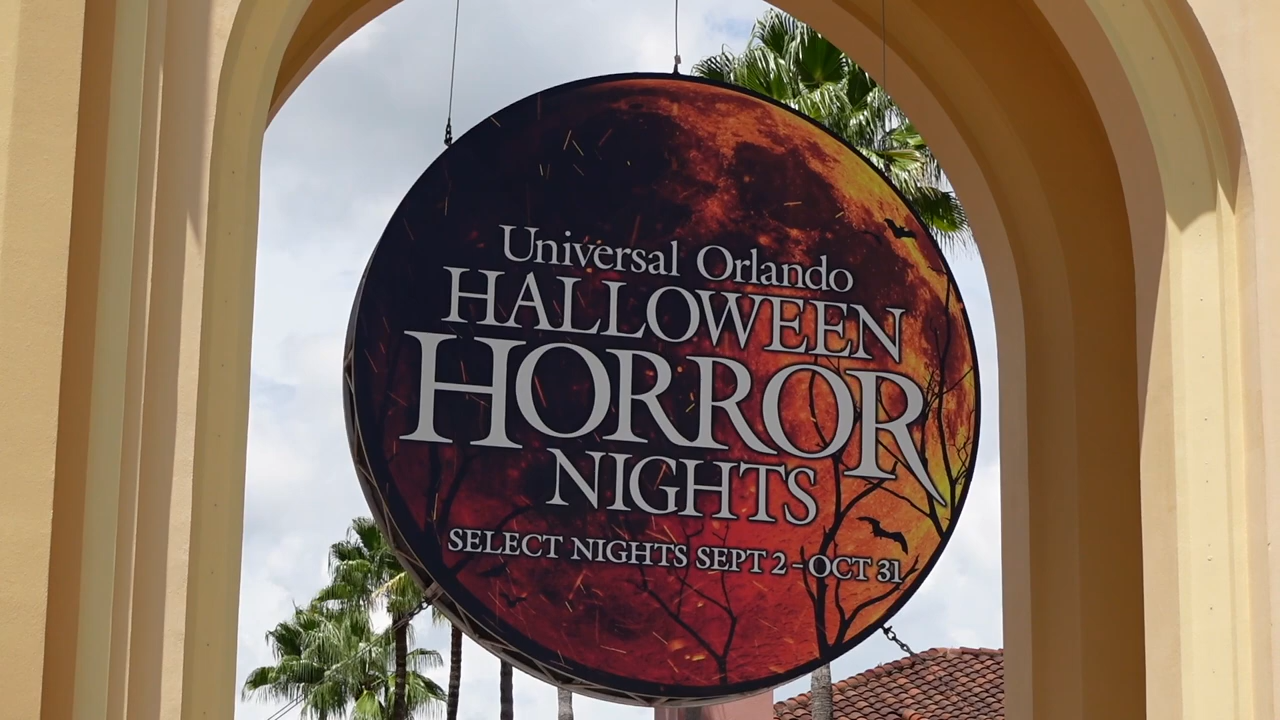 Universal Orlando
HALLOWEEN
HORROR
NIGHTS
SELECT NIGHTS SEPT 2 - OCT 31